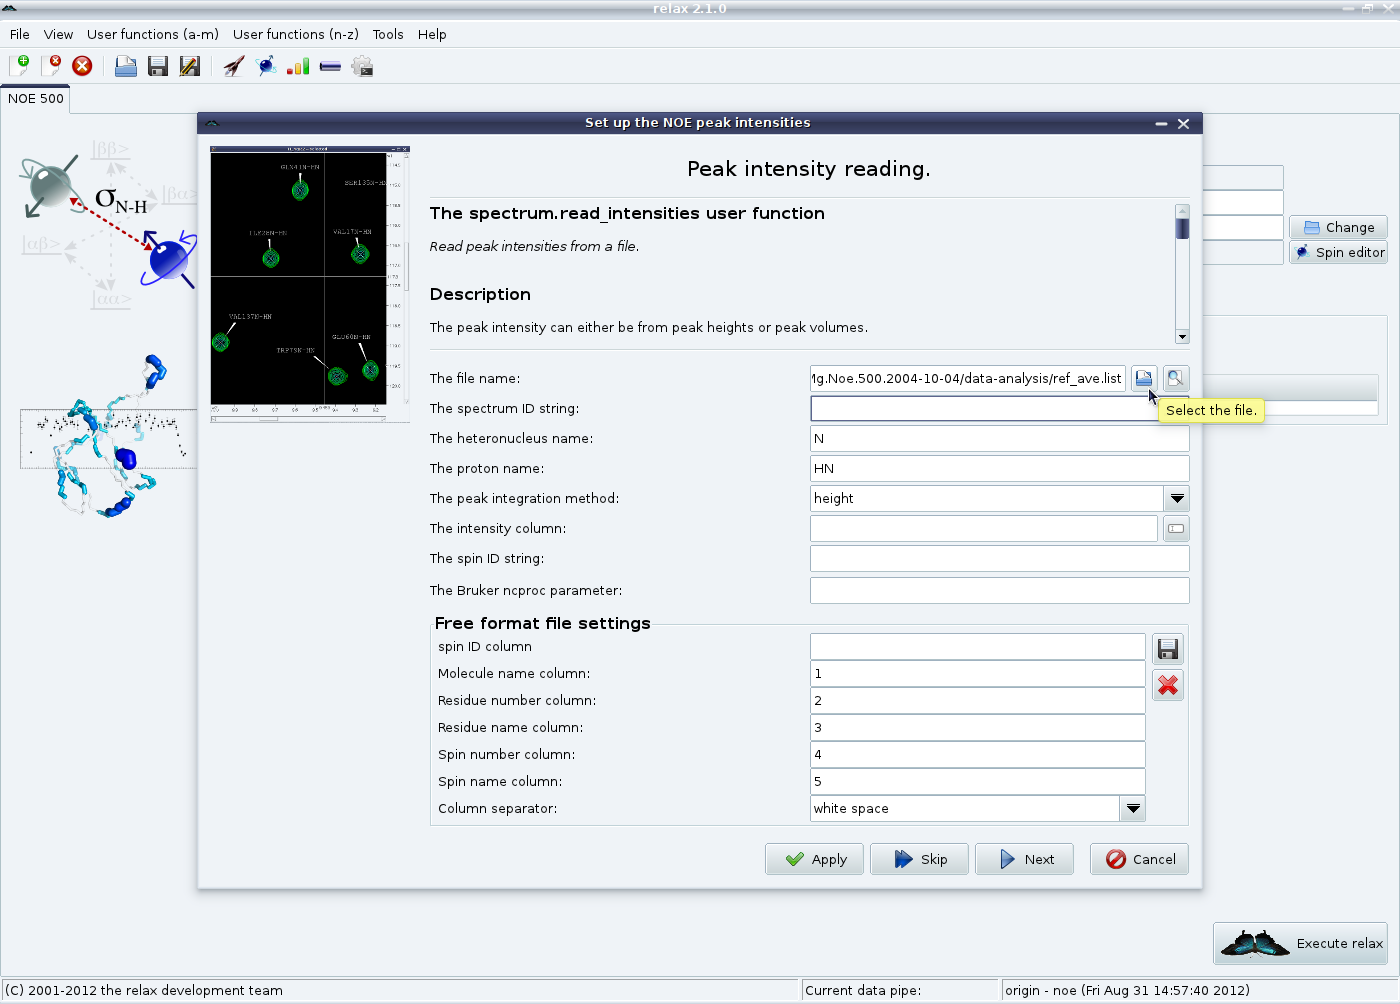 relax 2.1.0
File View User functions (a-m) User functions (n-z) Tools Help
NOE 500
Set up the NOE peak intensities
|ββ>
|βα>
σN-H
|αβ>
|αα>
GLN41N-HN
VAL17N-HN
VAL137N-HN
GLU60N-HN
TRP79N-HN
Peak intensity reading.
The spectrum.read_intensities user function
Read peak intensities from a file.
Description
The peak intensity can either be from peak heights or peak volumes.
Change
Spin editor
The file name: Mg.Noe.500.2004-10-04/data-analysis/ref_ave.list
Select the file.
The spectrum ID string:
The heteronucleus name: N
The proton name: HN
The peak integration method: height
The intensity column:
The spin ID string:
The Bruker ncproc parameter:
Free format file settings
spin ID column
Molecule name column: 1
Residue number column: 2
Residue name column: 3
Spin number column: 4
Spin name column: 5
Column separator: white space
Apply Skip Next Cancel
Execute relax
(C) 2001-2012 the relax development team Current data pipe: origin - noe (Fri Aug 31 14:57:40 2012)